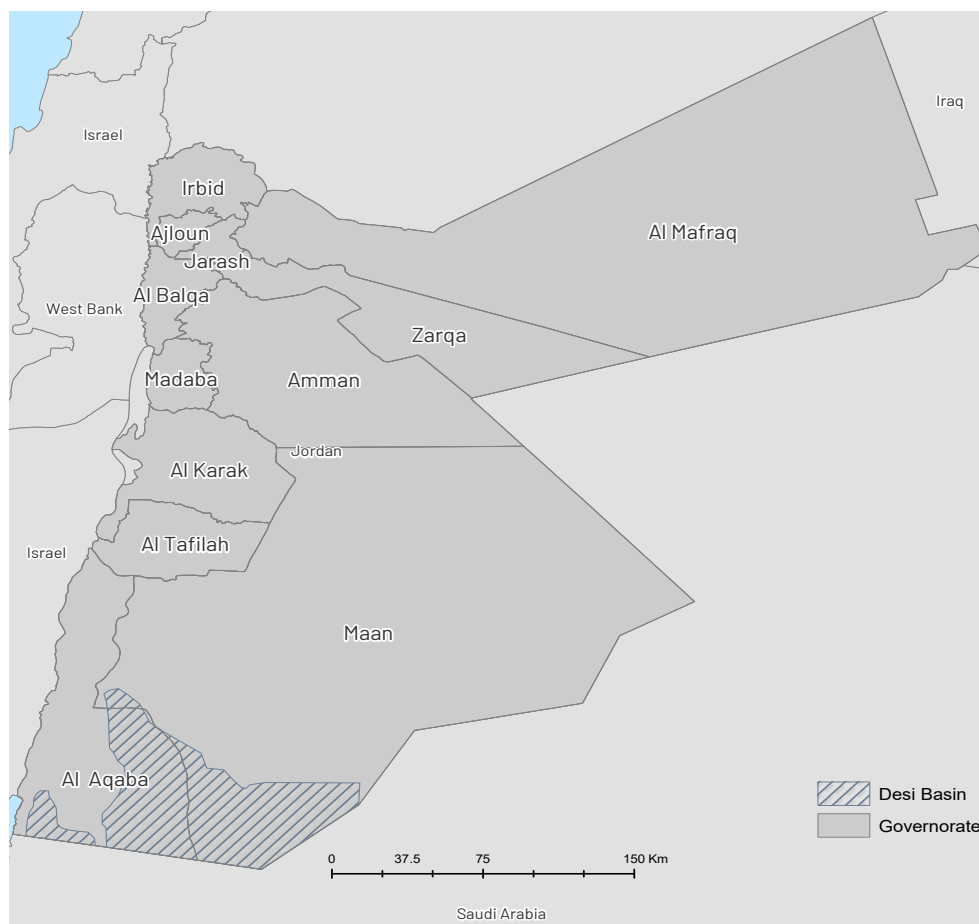 Iraq
Israel
Irbid
Al Mafraq
Ajloun
Jarash
Al Balqa
West Bank
Zarqa
Madaba
Amman
Jordan
Al Karak
Al Tafilah
Israel
Maan
Al Aqaba
Desi Basin
Governorate
0 37.5 75 150 Km
Saudi Arabia